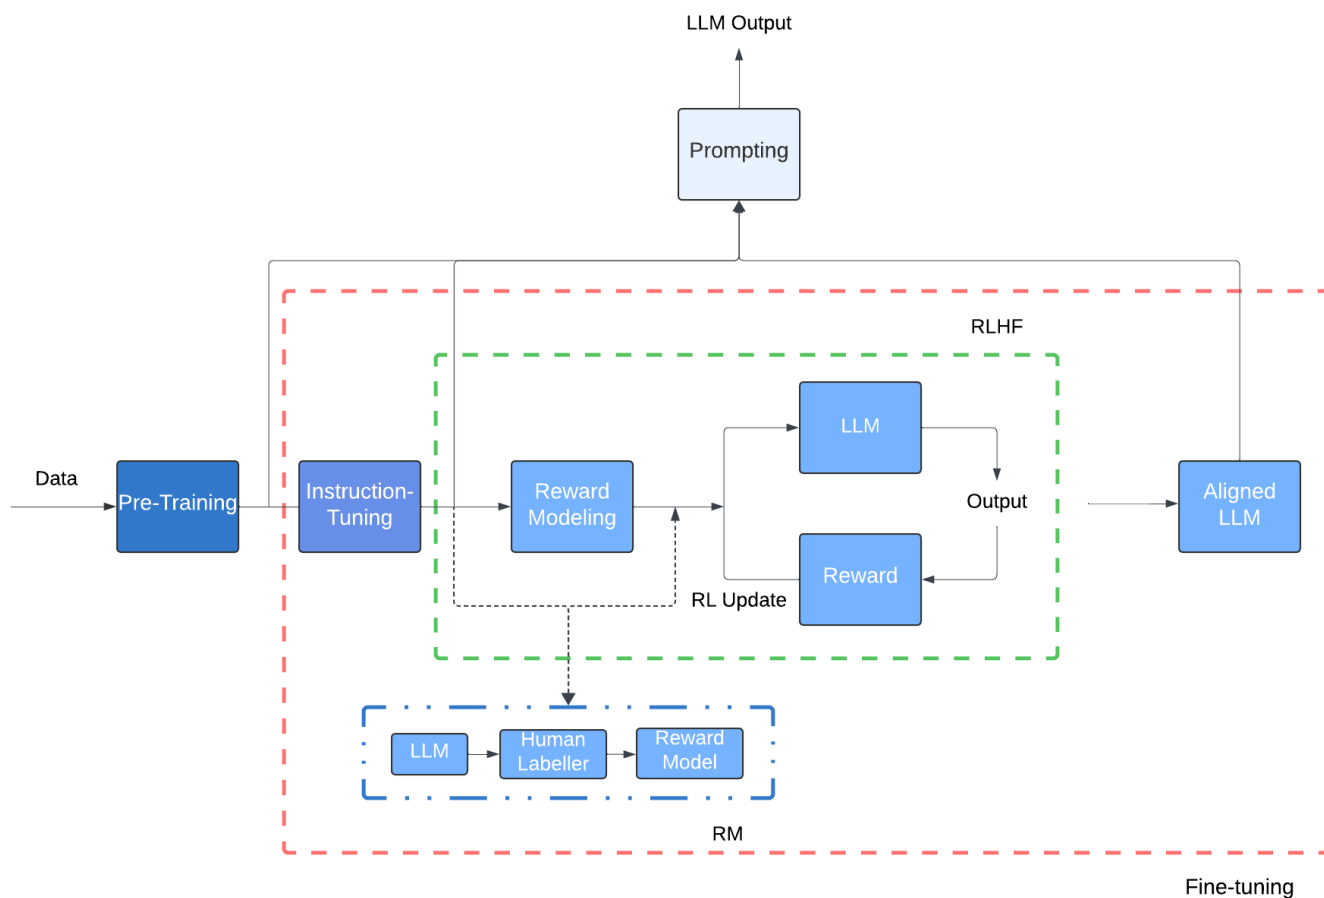 LLM Output
Prompting
RLHF
Data
Pre-Training
Instruction-
Tuning
Reward
Modeling
LLM
Output
Reward
RL Update
Aligned
LLM
LLM
Human
Labeller
Reward
Model
RM
Fine-tuning